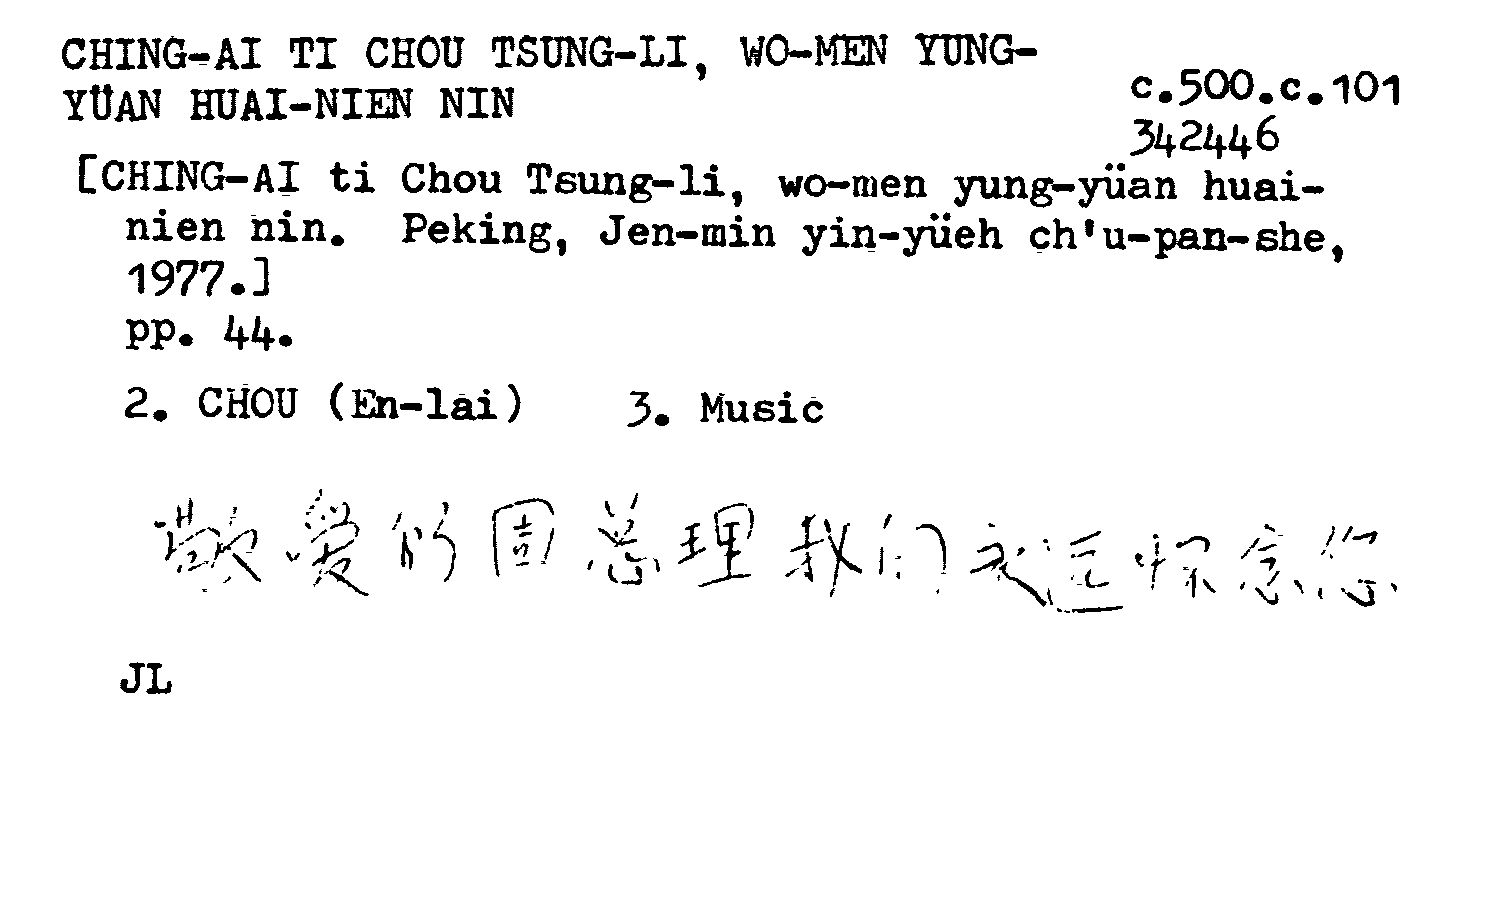 CHING-AI TI CHOU TSUNG-LI, WO-MEN YUNG-
YÜAN HUAI-NIEN NIN
c.500.c.101
342446
[CHING-AI ti Chou Tsung-li, wo-men yung-yüan huai-
nien nin. Peking, Jen-min yin-yüeh ch'u-pan-she,
1977.]
pp. 44.
2. CHOU (En-lai) 3. Music
敬爱的周总理我们永远怀念您
JL